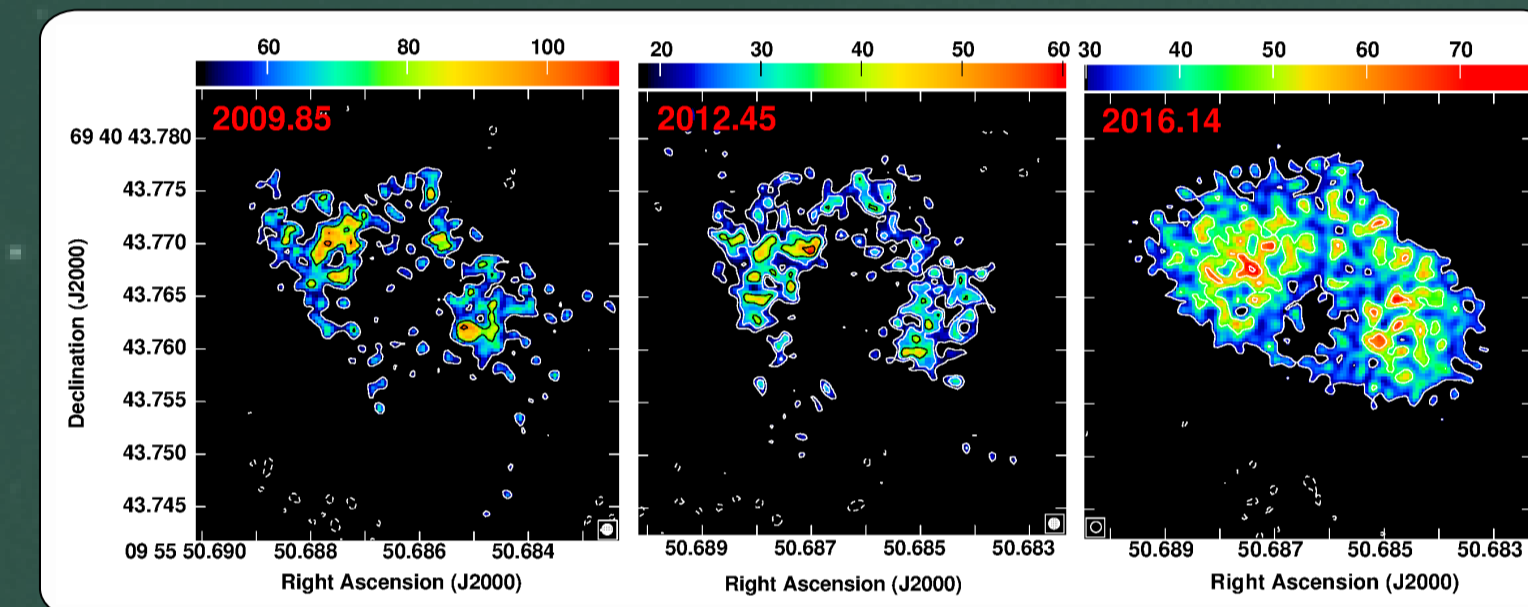 60 80 100
20 30 40 50 60
30 40 50 60 70
2009.85
2012.45
2016.14
69 40 43.780
43.775
43.770
43.765
43.760
43.755
43.750
43.745
Declination (J2000)
09 55 50.690 50.688 50.686 50.684
50.689 50.687 50.685 50.683
50.689 50.687 50.685 50.683
Right Ascension (J2000)
Right Ascension (J2000)
Right Ascension (J2000)